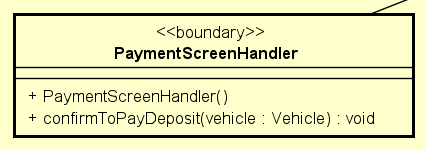 <<boundary>>
PaymentScreenHandler
+ PaymentScreenHandler()
+ confirmToPayDeposit(vehicle : Vehicle) : void